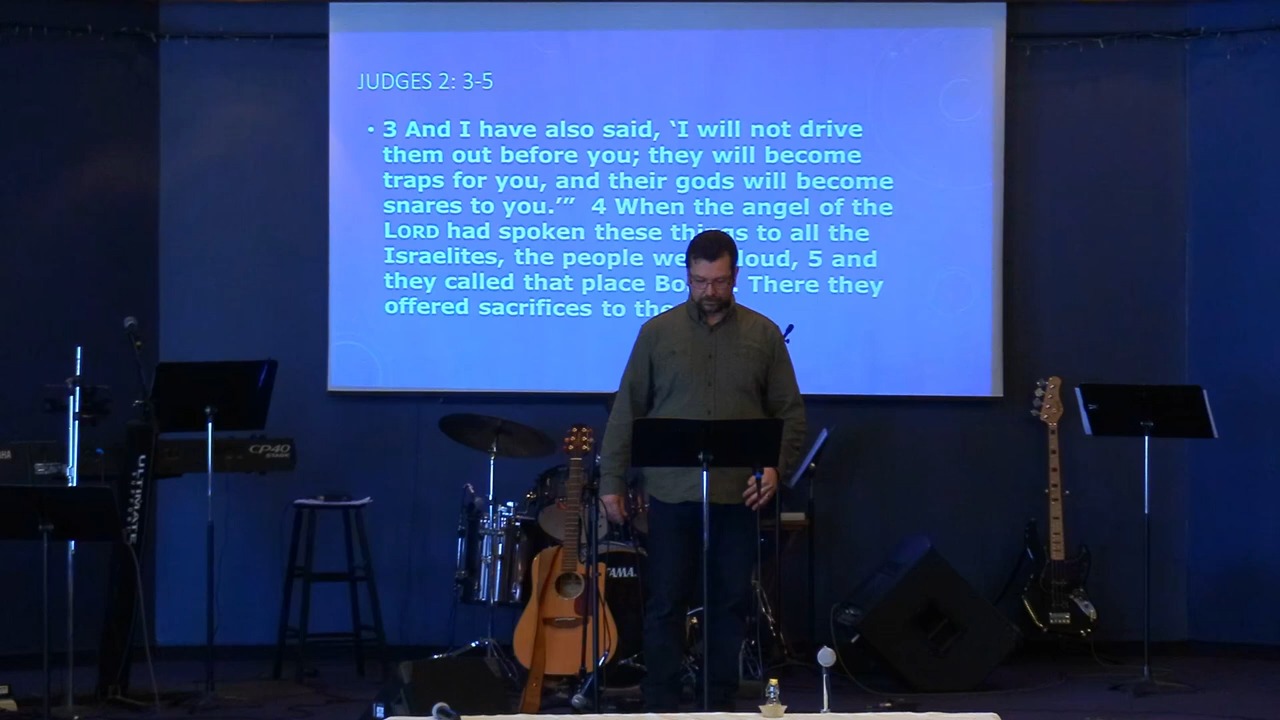 JUDGES 2: 3-5
• 3 And I have also said, ‘I will not drive
them out before you; they will become
traps for you, and their gods will become
snares to you.’” 4 When the angel of the
LORD had spoken these things to all the
Israelites, the people loud, 5 and
they called that place There they
offered sacrifices to
CP40
STAGE
ULTIMATE
TAMA